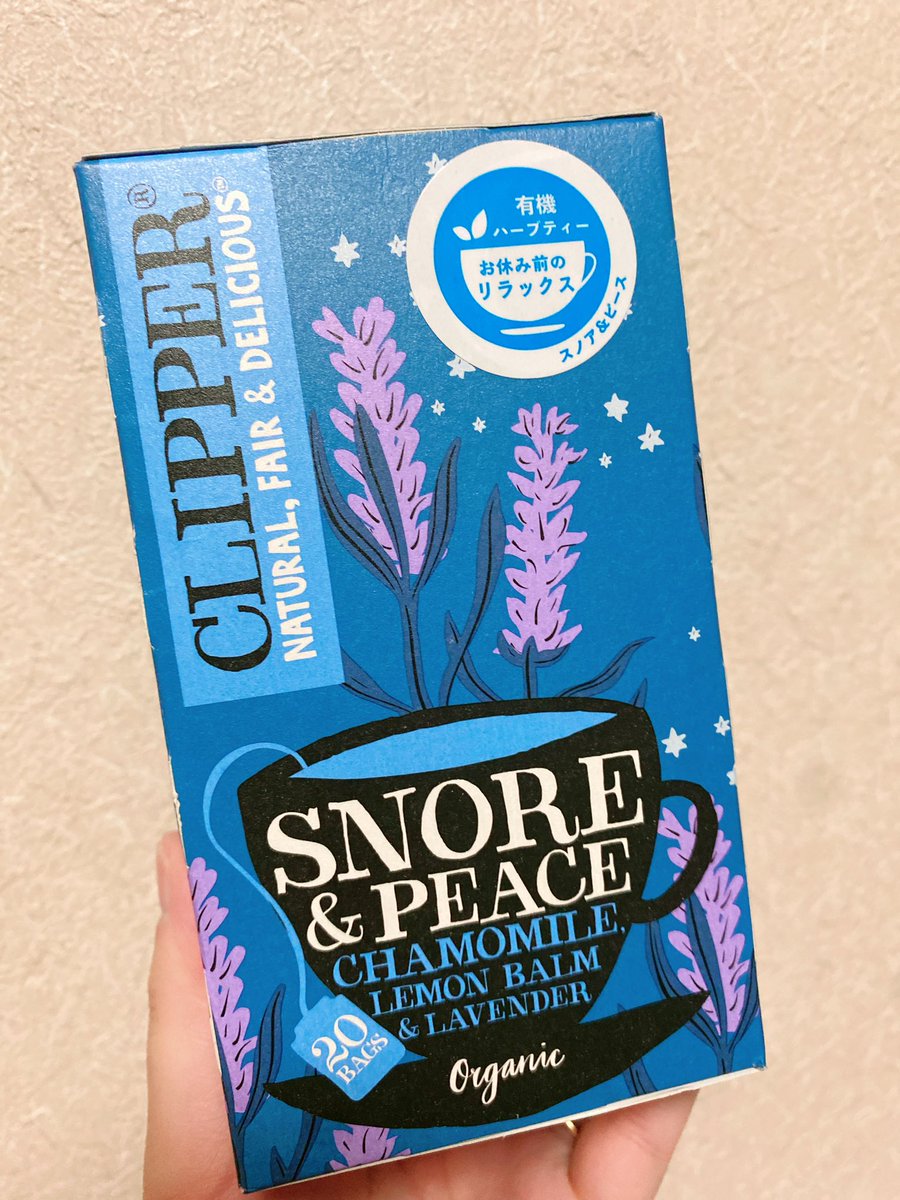 CLIPPER®
NATURAL, FAIR & DELICIOUS
有機
ハーブティー
お休み前の
リラックス
スノア&ピース
SNORE
& PEACE
CHAMOMILE,
LEMON BALM
& LAVENDER
20
BAGS
Organic